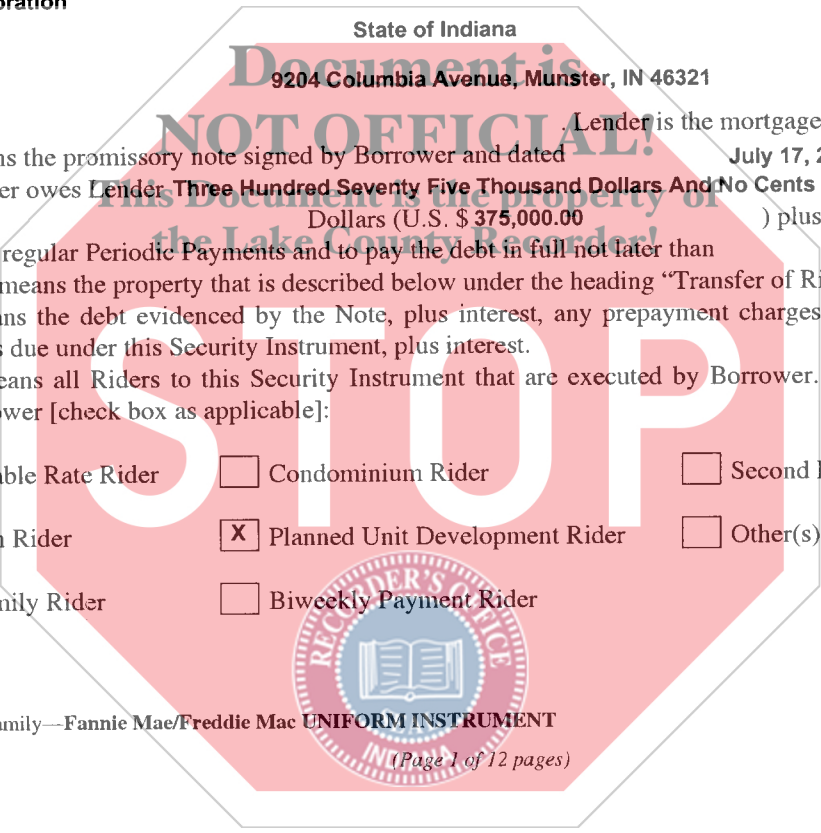 oration
State of Indiana
Document is
9204 Columbia Avenue, Munster, IN 46321
NOT OFFICIAL!
. Lender is the mortgage
ns the promissory note signed by Borrower and dated July 17, 2
er owes Lender Three Hundred Seventy Five Thousand Dollars And No Cents
This Document is the property of
Dollars (U.S. $ 375,000.00 ) plus
the Lake County Recorder!
regular Periodic Payments and to pay the debt in full not later than
means the property that is described below under the heading “Transfer of Ri
ans the debt evidenced by the Note, plus interest, any prepayment charges
s due under this Security Instrument, plus interest.
eans all Riders to this Security Instrument that are executed by Borrower.
ower [check box as applicable]:
STOP
able Rate Rider Condominium Rider Second
n Rider X Planned Unit Development Rider Other(s)
mily Rider Biweekly Payment Rider
RECORDER'S OFFICE
SEAL
INDIANA
amily—Fannie Mae/Freddie Mac UNIFORM INSTRUMENT
(Page 1 of 12 pages)